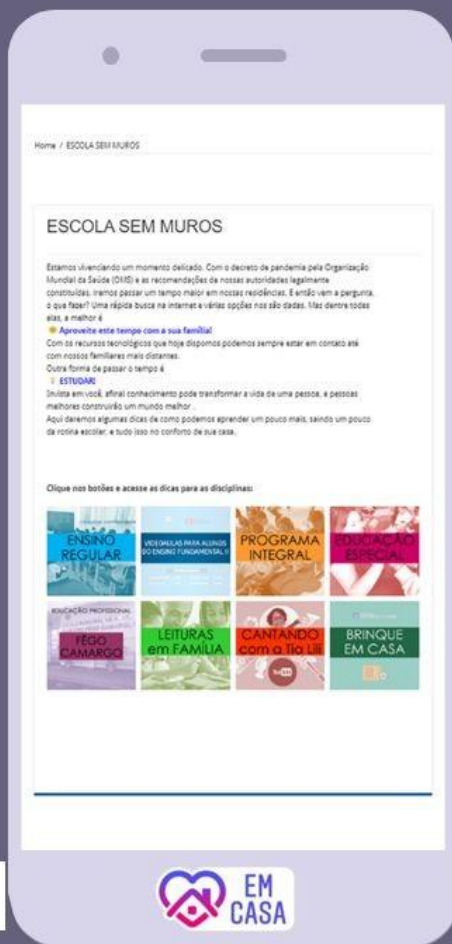 Home / ESCOLA SEM MUROS
ESCOLA SEM MUROS
Estamos vivenciando um momento delicado. Com o decreto de pandemia pela Organização
Mundial da Saúde (OMS) e as recomendações de nossas autoridades legalmente
constituídas, iremos passar um tempo maior em nossas residências. E então vem a pergunta,
o que fazer? Uma rápida busca na internet e várias opções nos são dadas. Mas dentre todas
elas, a melhor é
Aproveite este tempo com a sua família!
Com os recursos tecnológicos que hoje dispomos podemos sempre estar em contato até
com nossos familiares mais distantes.
Outra forma de passar o tempo é
ESTUDAR!
Invista em você, afinal conhecimento pode transformar a vida de uma pessoa, e pessoas
melhores construirão um mundo melhor .
Aqui daremos algumas dicas de como podemos aprender um pouco mais, saindo um pouco
da rotina escolar, e tudo isso no conforto de sua casa.
Clique nos botões e acesse as dicas para as disciplinas:
ENSINO
REGULAR
VIDEOAULAS PARA ALUNOS
DO ENSINO FUNDAMENTAL II
PROGRAMA
INTEGRAL
EDUCAÇÃO
ESPECIAL
EDUCAÇÃO PROFISSIONAL
FÊGO
CAMARGO
LEITURAS
em FAMÍLIA
CANTANDO
com a Tia Lili
BRINQUE
EM CASA
EM
CASA